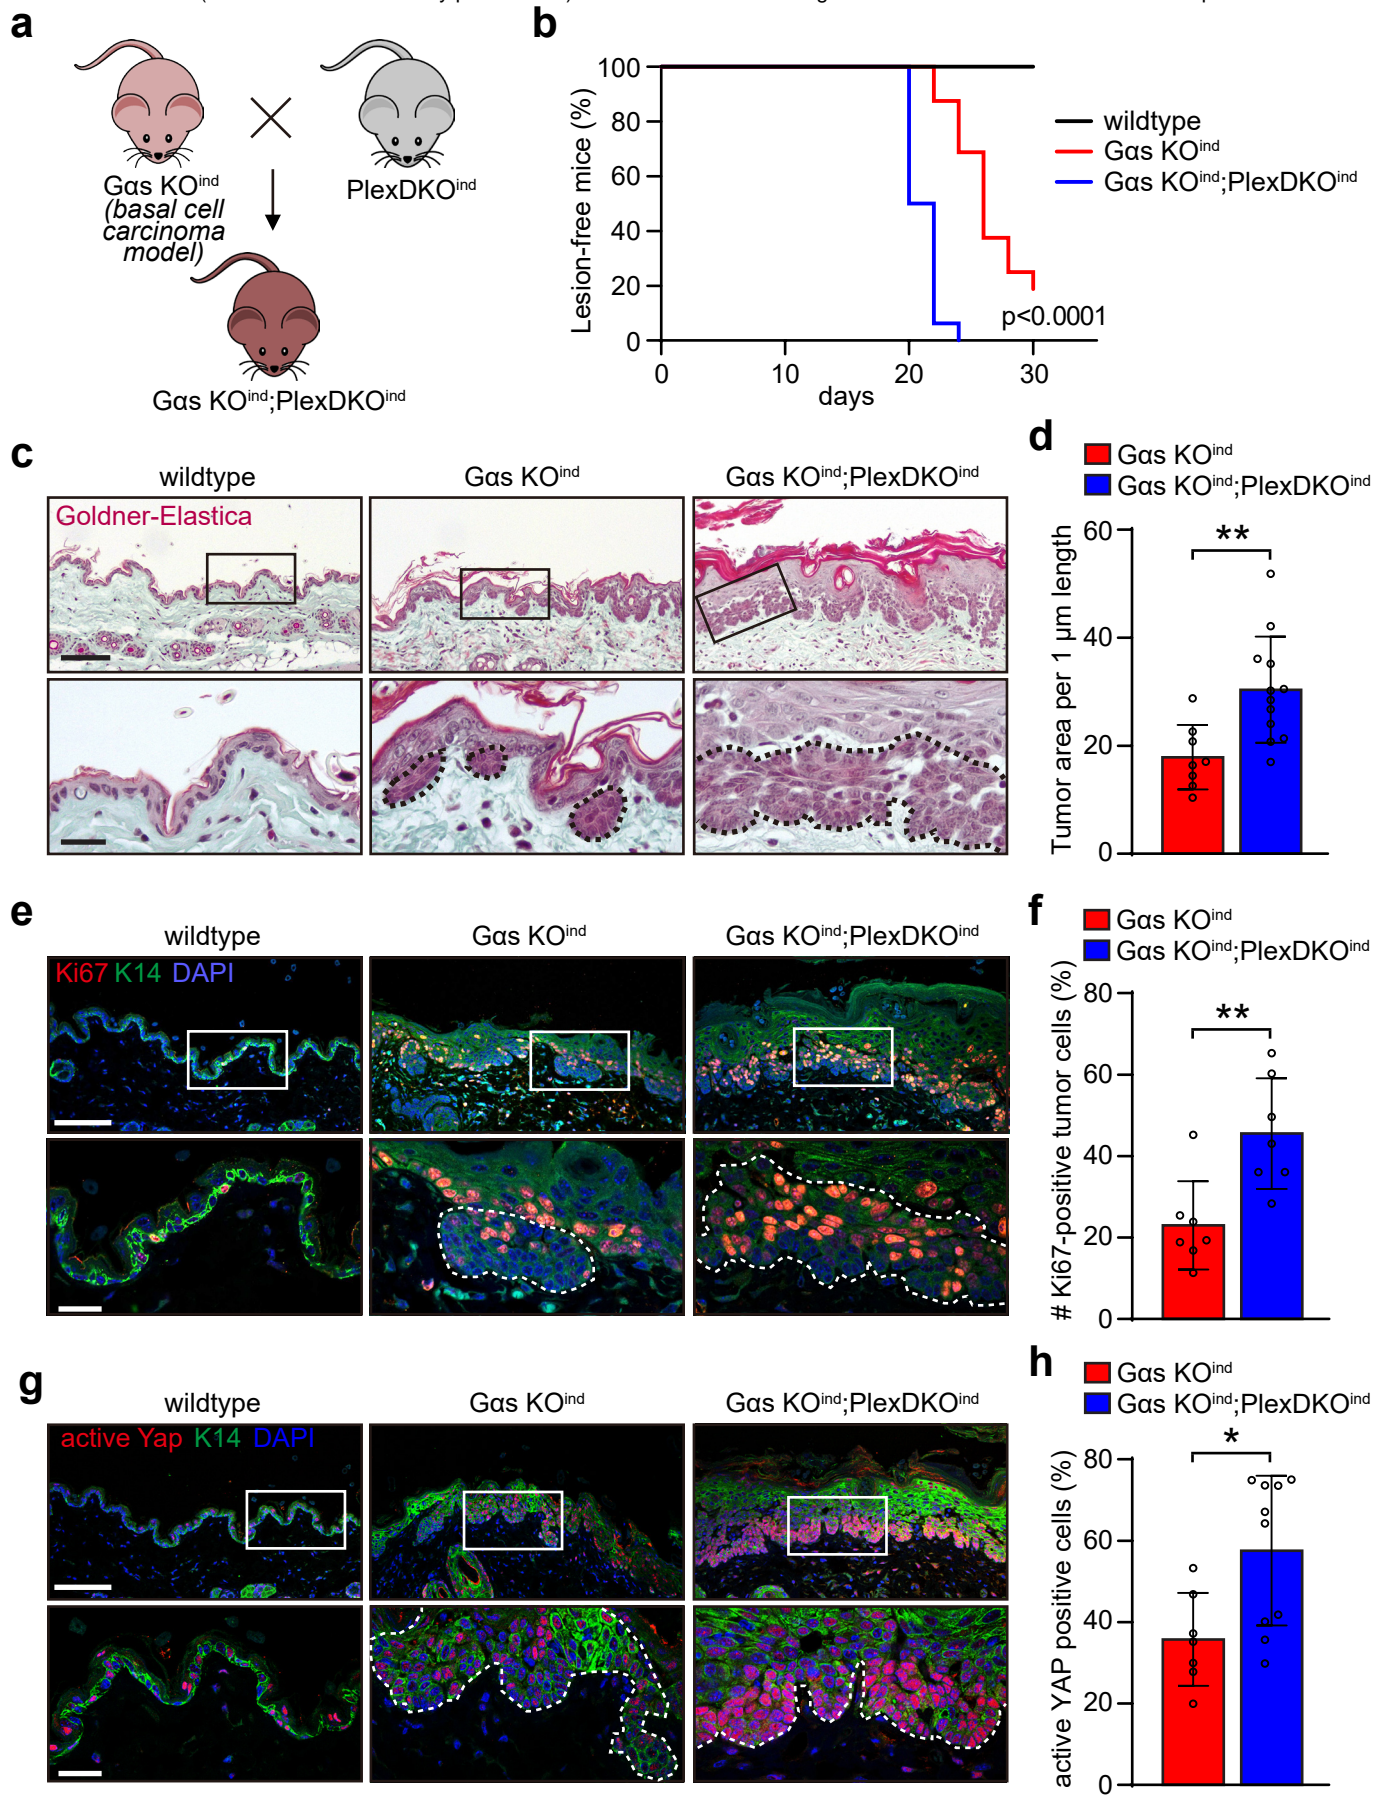 a
Gαs KOind
(basal cell
carcinoma
model)
PlexDKOind
Gαs KOind;PlexDKOind
b
Lesion-free mice (%)
100
80
60
40
20
0
0 10 20 30
days
p<0.0001
wildtype
Gαs KOind
Gαs KOind;PlexDKOind
c
wildtype Gαs KOind Gαs KOind;PlexDKOind
Goldner-Elastica
d
Gαs KOind
Gαs KOind;PlexDKOind
Tumor area per 1 µm length
60
40
20
0
**
e
wildtype Gαs KOind Gαs KOind;PlexDKOind
Ki67 K14 DAPI
f
Gαs KOind
Gαs KOind;PlexDKOind
# Ki67-positive tumor cells (%)
80
60
40
20
0
**
g
wildtype Gαs KOind Gαs KOind;PlexDKOind
active Yap K14 DAPI
h
Gαs KOind
Gαs KOind;PlexDKOind
active YAP positive cells (%)
80
60
40
20
0
*